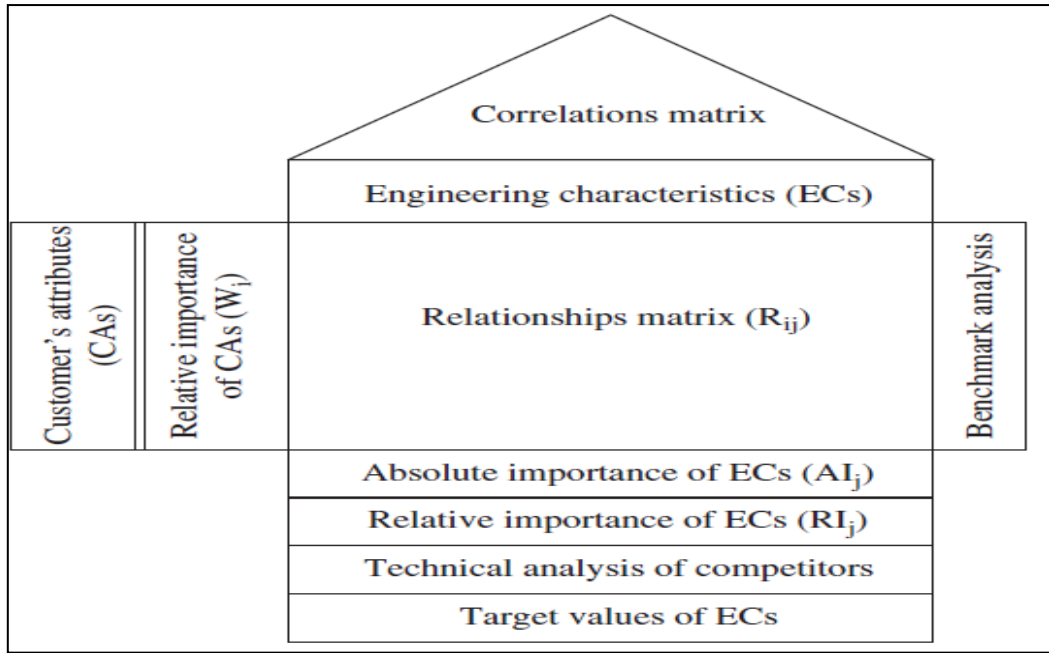 Correlations matrix
Engineering characteristics (ECs)
Customer's attributes
(CAs)
Relative importance
of CAs (Wi)
Relationships matrix (Rij)
Benchmark analysis
Absolute importance of ECs (AIj)
Relative importance of ECs (RIj)
Technical analysis of competitors
Target values of ECs